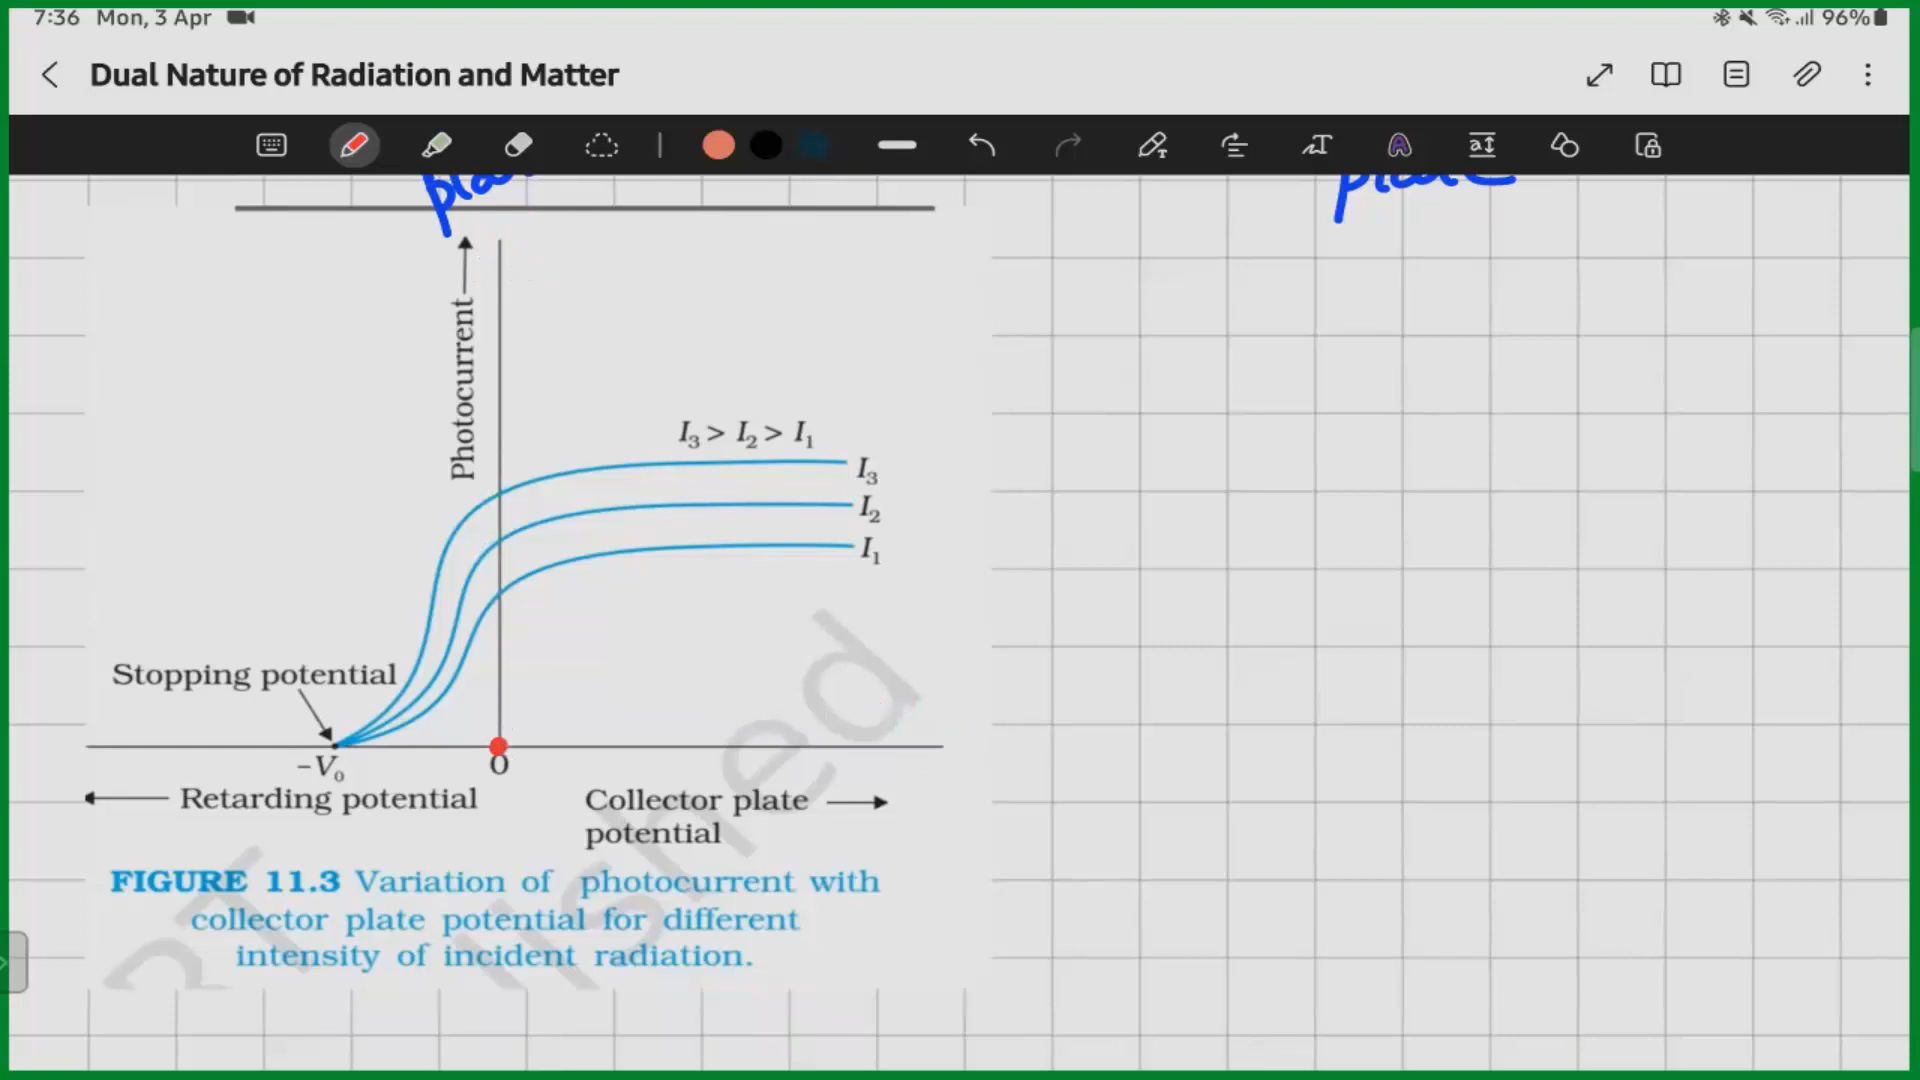 7:36 Mon, 3 Apr
96%
Dual Nature of Radiation and Matter
Photocurrent
I₃ > I₂ > I₁
I₃
I₂
I₁
Stopping potential
–V₀
0
Retarding potential
Collector plate
potential
FIGURE 11.3 Variation of photocurrent with
collector plate potential for different
intensity of incident radiation.